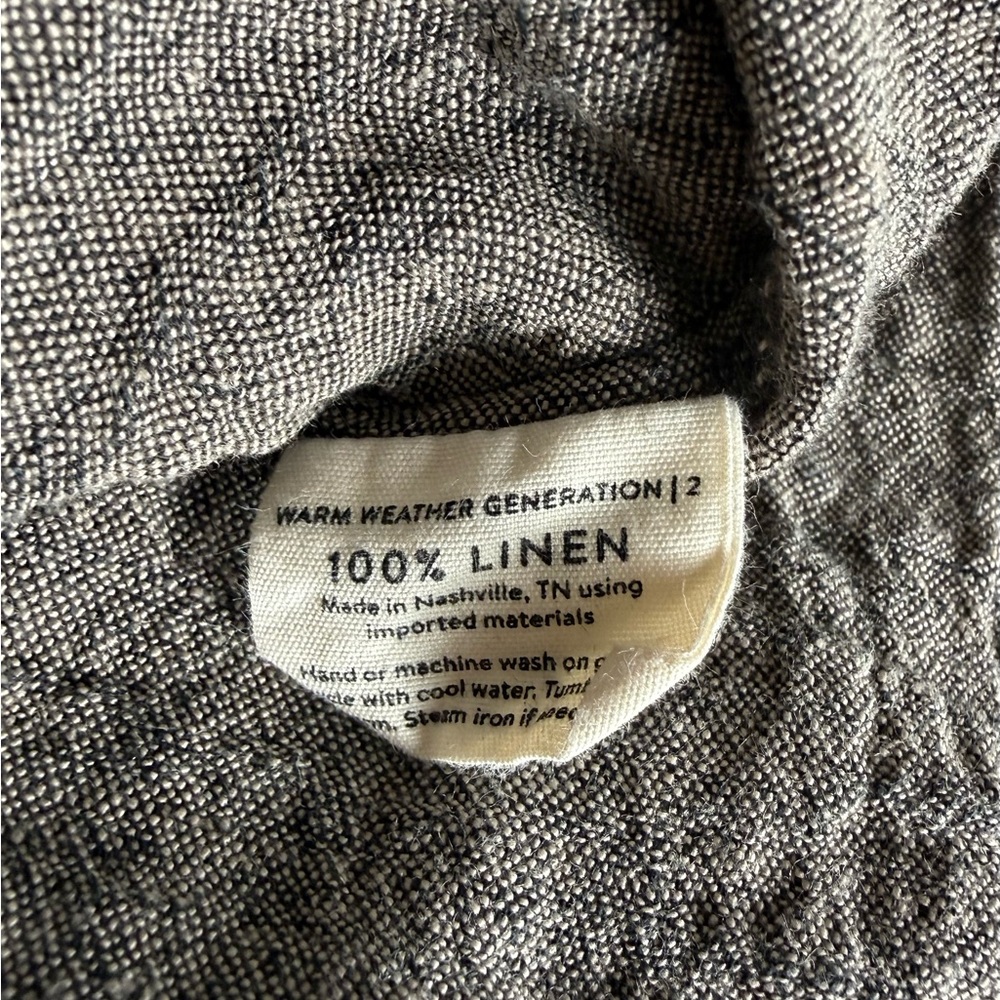 WARM WEATHER GENERATION | 2
100% LINEN
Made in Nashville, TN using
imported materials
Hand or machine wash on
with cool water. Tum
Steam iron if